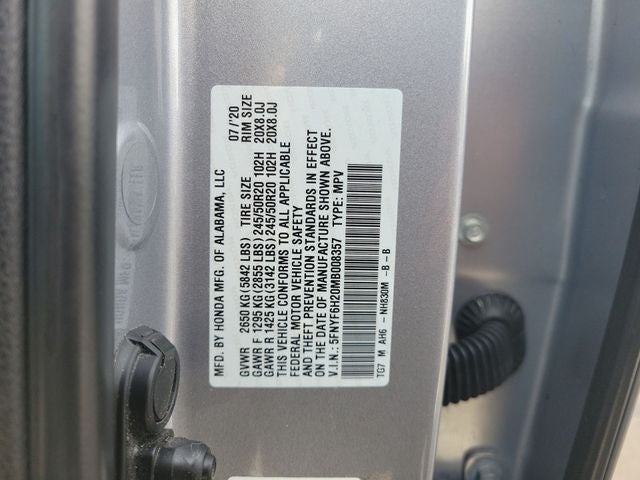 MFD. BY HONDA MFG. OF ALABAMA, LLC 07/'20
GVWR 2650 KG(5842 LBS) TIRE SIZE RIM SIZE
GAWR F 1295 KG(2855 LBS)245/50R20 102H 20X8.0J
GAWR R 1425 KG(3142 LBS)245/50R20 102H 20X8.0J
THIS VEHICLE CONFORMS TO ALL APPLICABLE
FEDERAL MOTOR VEHICLE SAFETY
AND THEFT PREVENTION STANDARDS IN EFFECT
ON THE DATE OF MANUFACTURE SHOWN ABOVE.
V.I.N.: 5FNYF6H20MB008357 TYPE: MPV
TG7 M AH6 - NH830M -B -B